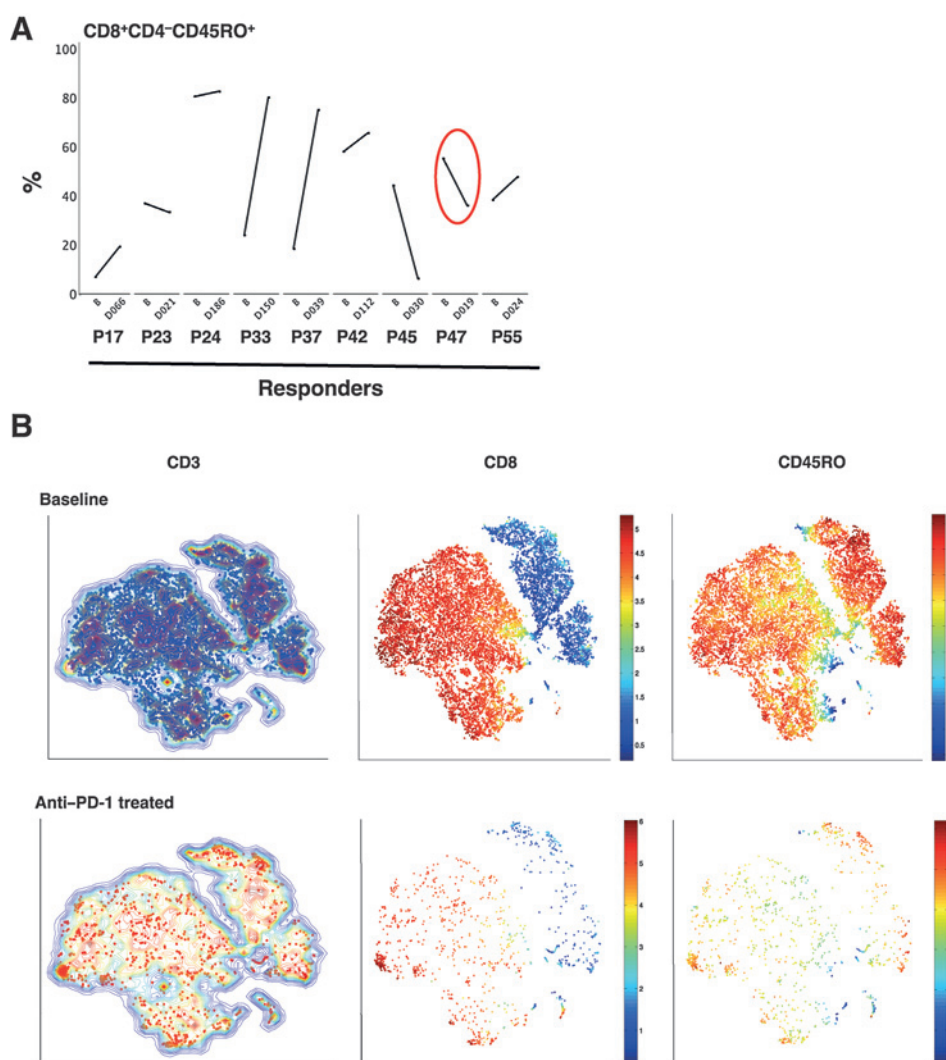 A
CD8+CD4–CD45RO+
100
80
60
40
20
0
%
B D066 B D021 B D186 B D150 B D039 B D112 B D030 B D019 B D024
P17 P23 P24 P33 P37 P42 P45 P47 P55
Responders
B
CD3 CD8 CD45RO
Baseline
5
4.5
4
3.5
3
2.5
2
1.5
1
0.5
Anti–PD-1 treated
6
5
4
3
2
1